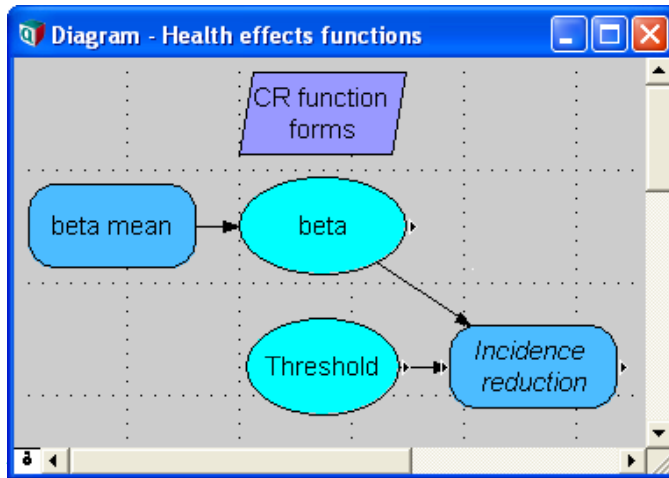 Diagram - Health effects functions
CR function
forms
beta mean
beta
Threshold
Incidence
reduction